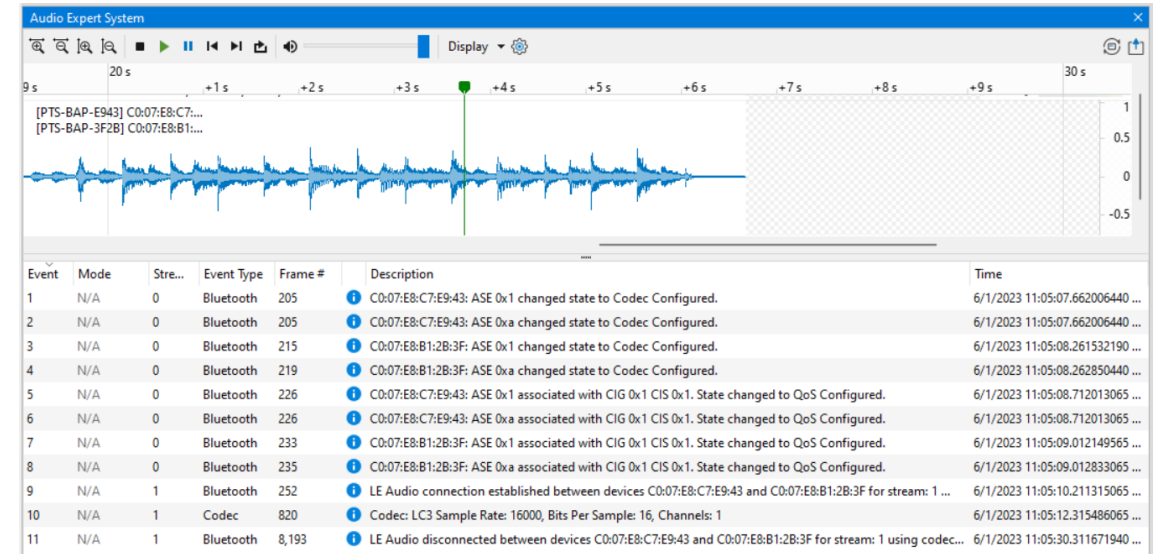 Audio Expert System
Display
20 s 30 s
9 s +1 s +2 s +3 s +4 s +5 s +6 s +7 s +8 s +9 s
[PTS-BAP-E943] C0:07:E8:C7:...
[PTS-BAP-3F2B] C0:07:E8:B1:...
1
0.5
0
-0.5
Event Mode Stre... Event Type Frame # Description Time
1 N/A 0 Bluetooth 205 C0:07:E8:C7:E9:43: ASE 0x1 changed state to Codec Configured. 6/1/2023 11:05:07.662006440 ...
2 N/A 0 Bluetooth 205 C0:07:E8:C7:E9:43: ASE 0xa changed state to Codec Configured. 6/1/2023 11:05:07.662006440 ...
3 N/A 0 Bluetooth 215 C0:07:E8:B1:2B:3F: ASE 0x1 changed state to Codec Configured. 6/1/2023 11:05:08.261532190 ...
4 N/A 0 Bluetooth 219 C0:07:E8:B1:2B:3F: ASE 0xa changed state to Codec Configured. 6/1/2023 11:05:08.262850440 ...
5 N/A 0 Bluetooth 226 C0:07:E8:C7:E9:43: ASE 0x1 associated with CIG 0x1 CIS 0x1. State changed to QoS Configured. 6/1/2023 11:05:08.712013065 ...
6 N/A 0 Bluetooth 226 C0:07:E8:C7:E9:43: ASE 0xa associated with CIG 0x1 CIS 0x1. State changed to QoS Configured. 6/1/2023 11:05:08.712013065 ...
7 N/A 0 Bluetooth 233 C0:07:E8:B1:2B:3F: ASE 0x1 associated with CIG 0x1 CIS 0x1. State changed to QoS Configured. 6/1/2023 11:05:09.012149565 ...
8 N/A 0 Bluetooth 235 C0:07:E8:B1:2B:3F: ASE 0xa associated with CIG 0x1 CIS 0x1. State changed to QoS Configured. 6/1/2023 11:05:09.012833065 ...
9 N/A 1 Bluetooth 252 LE Audio connection established between devices C0:07:E8:C7:E9:43 and C0:07:E8:B1:2B:3F for stream: 1 ... 6/1/2023 11:05:10.211315065 ...
10 N/A 1 Codec 820 Codec: LC3 Sample Rate: 16000, Bits Per Sample: 16, Channels: 1 6/1/2023 11:05:12.315486065 ...
11 N/A 1 Bluetooth 8,193 LE Audio disconnected between devices C0:07:E8:C7:E9:43 and C0:07:E8:B1:2B:3F for stream: 1 using codec... 6/1/2023 11:05:30.311671940 ...